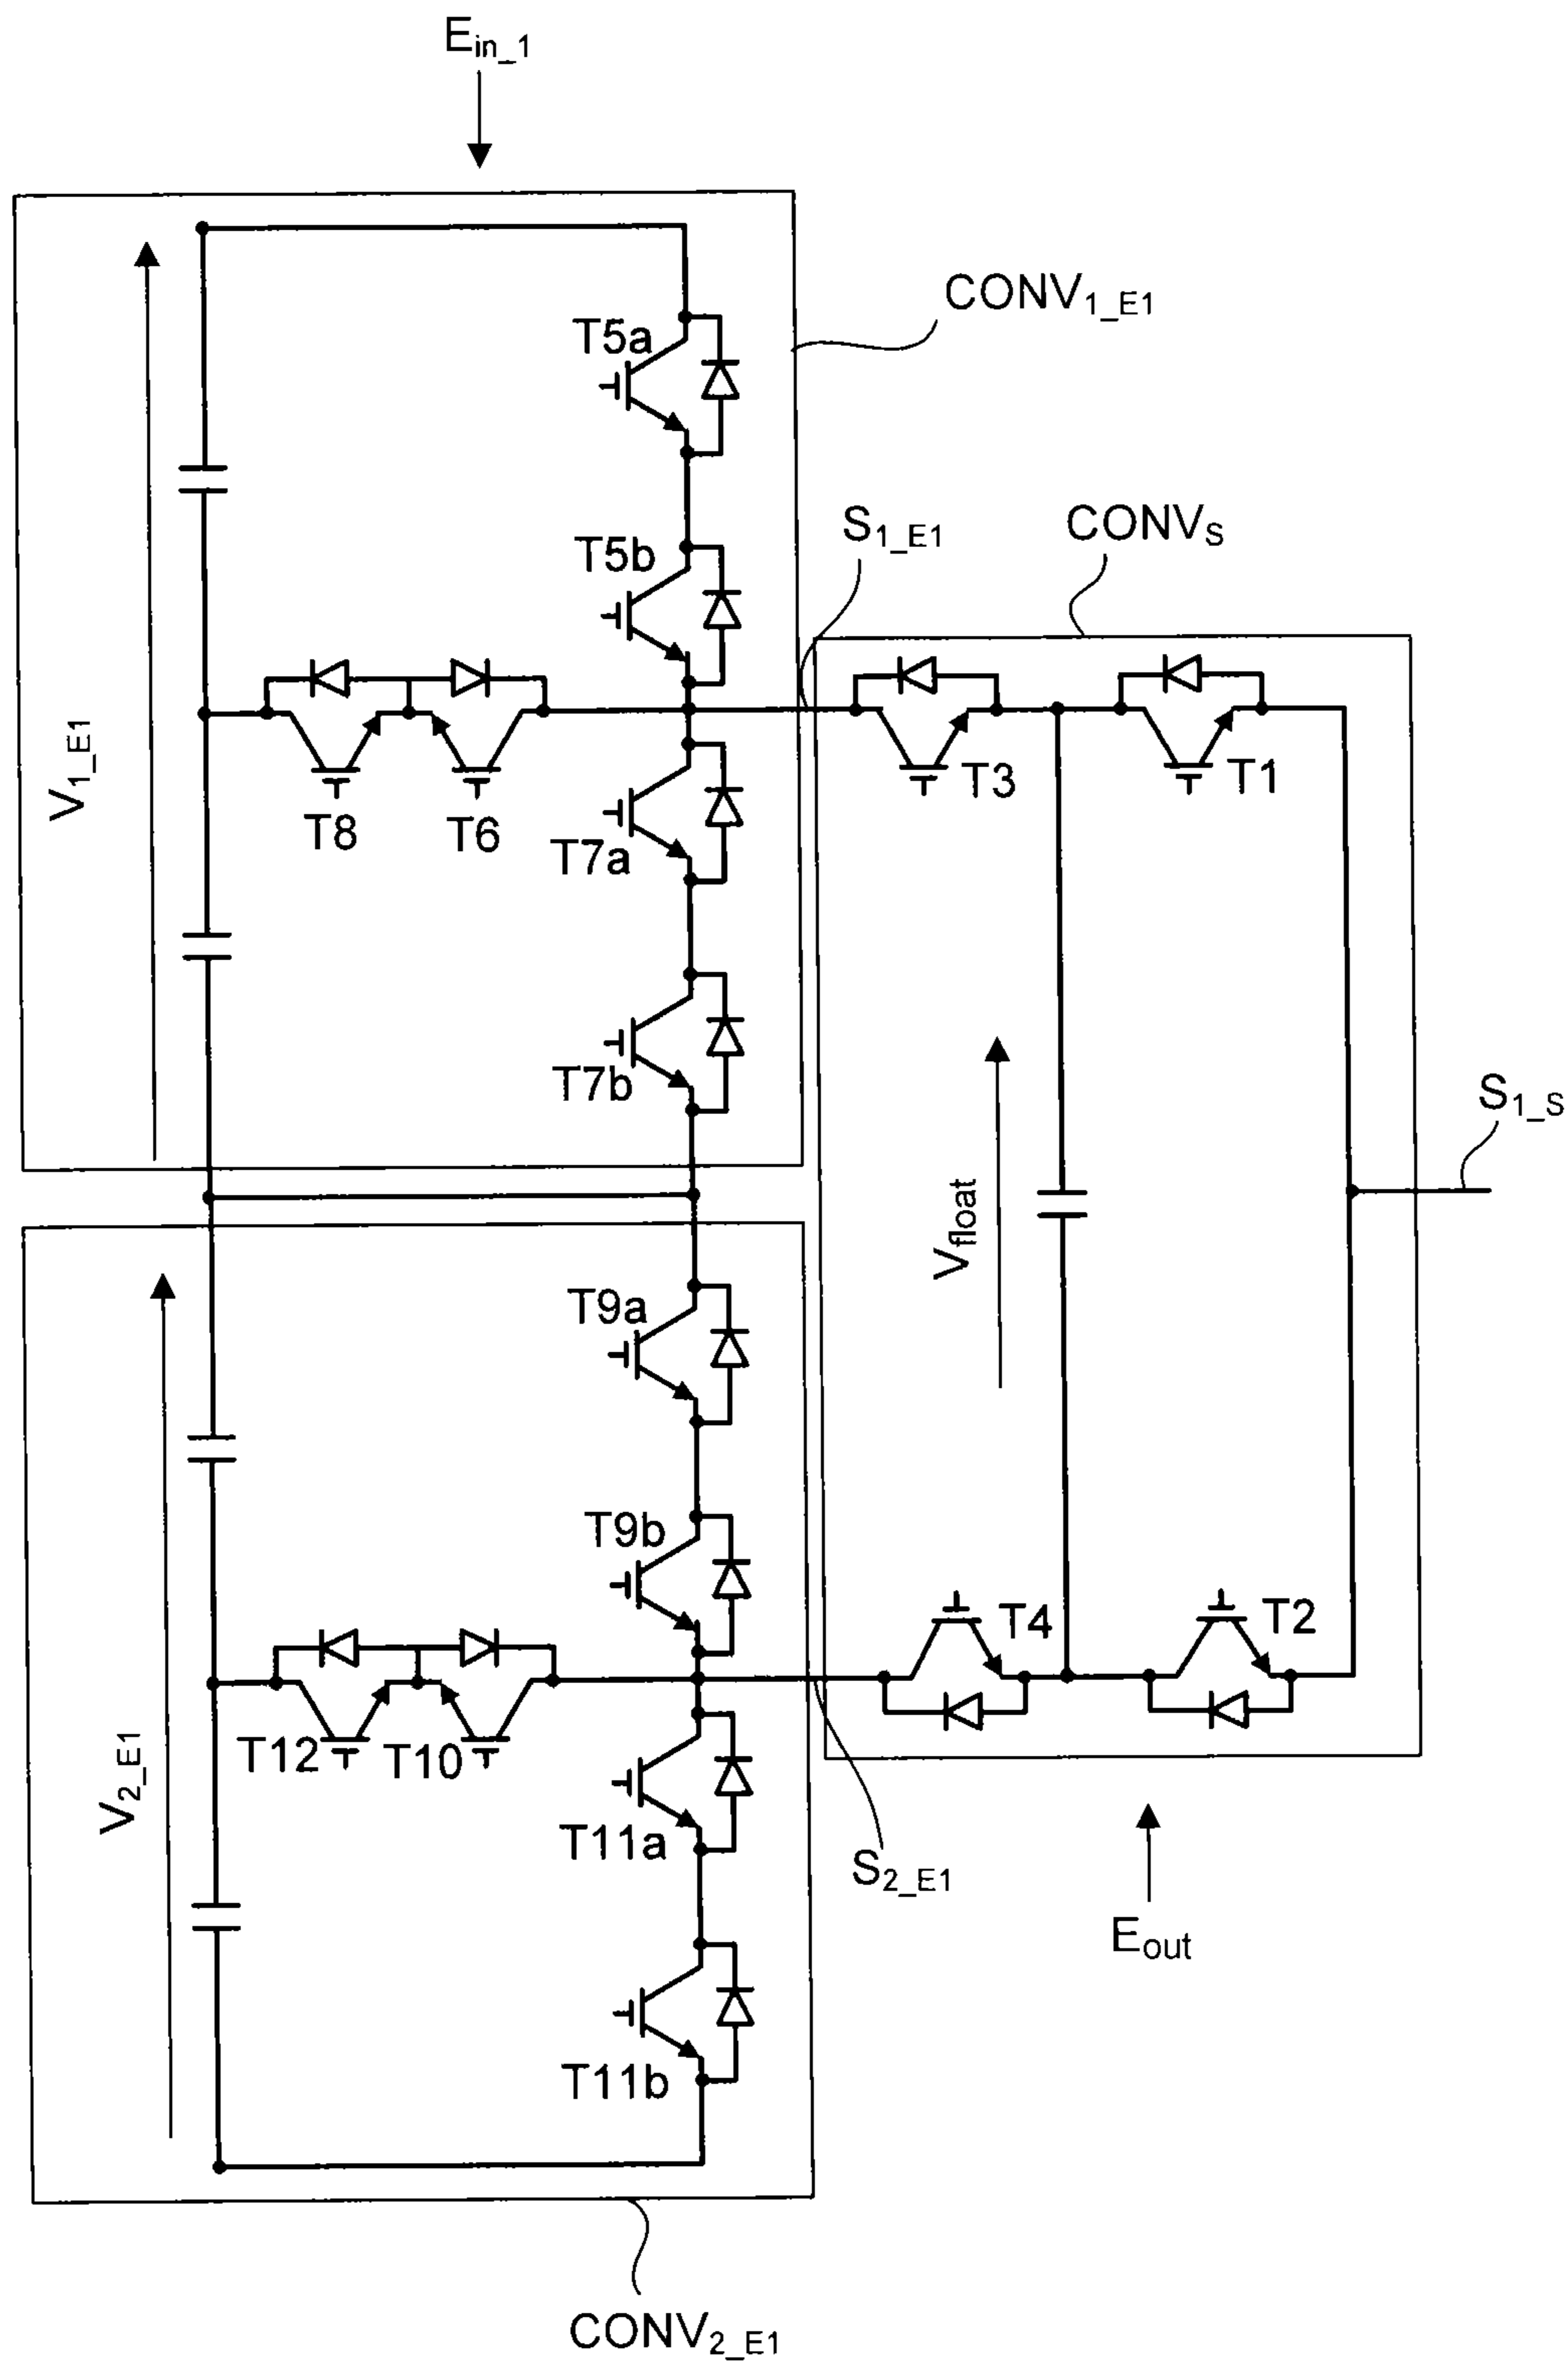 E_in_1
CONV_1_E1
T5a
T5b
S_1_E1
CONV_S
V_1_E1
T8
T6
T7a
T3
T1
T7b
S_1_S
V_float
T9a
T9b
T4
T2
V_2_E1
T12
T10
T11a
S_2_E1
E_out
T11b
CONV_2_E1